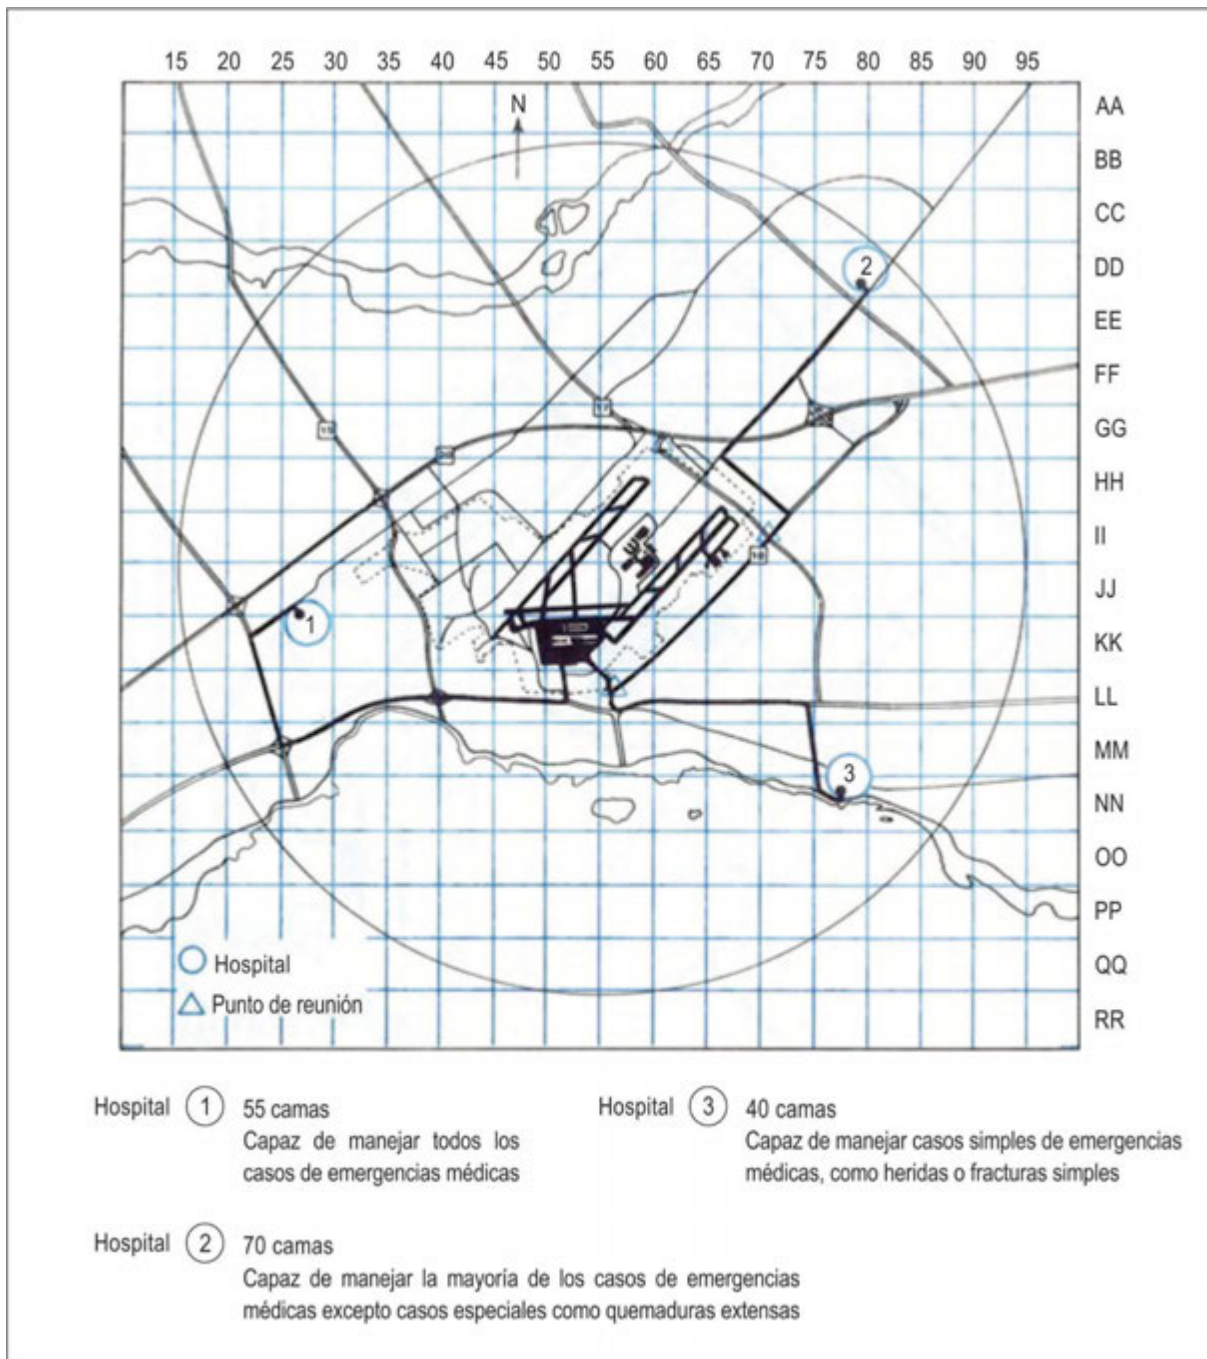 15 20 25 30 35 40 45 50 55 60 65 70 75 80 85 90 95
N
AA
BB
CC
DD
2
EE
FF
GG
HH
II
JJ
1
KK
LL
MM
3
NN
OO
PP
Hospital
QQ
Punto de reunión
RR
Hospital 1 55 camas
Capaz de manejar todos los
casos de emergencias médicas
Hospital 3 40 camas
Capaz de manejar casos simples de emergencias
médicas, como heridas o fracturas simples
Hospital 2 70 camas
Capaz de manejar la mayoría de los casos de emergencias
médicas excepto casos especiales como quemaduras extensas